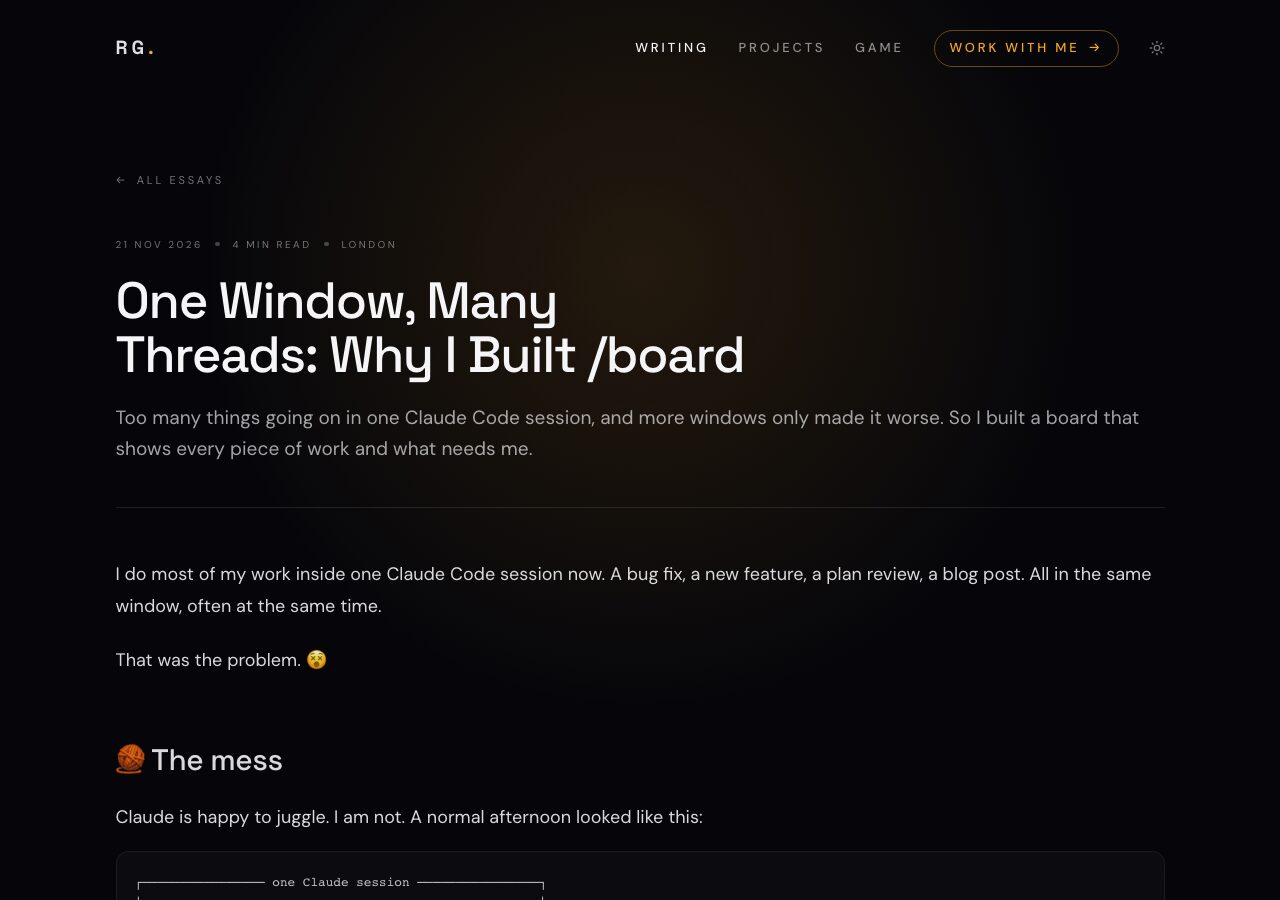 RG.
WRITING PROJECTS GAME WORK WITH ME →
← ALL ESSAYS
21 NOV 2026 • 4 MIN READ • LONDON
One Window, Many
Threads: Why I Built /board
Too many things going on in one Claude Code session, and more windows only made it worse. So I built a board that
shows every piece of work and what needs me.
I do most of my work inside one Claude Code session now. A bug fix, a new feature, a plan review, a blog post. All in the same
window, often at the same time.
That was the problem. 😵
🧶 The mess
Claude is happy to juggle. I am not. A normal afternoon looked like this:
┌──────────────── one Claude session ────────────────┐